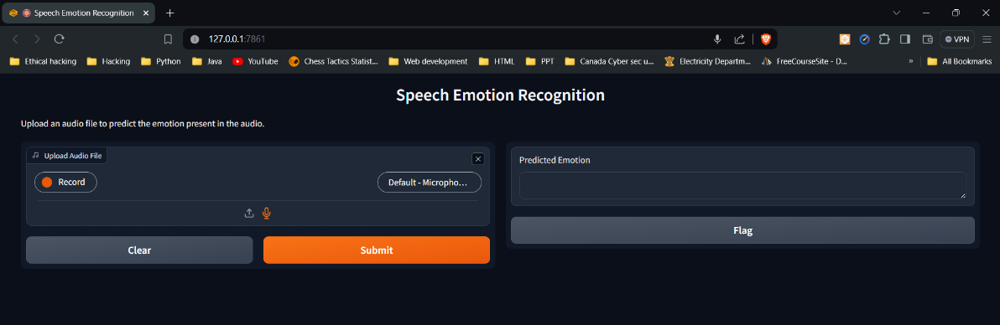 Speech Emotion Recognition
127.0.0.1:7861
VPN
Ethical hacking Hacking Python Java YouTube Chess Tactics Statist... Web development HTML PPT Canada Cyber sec u... Electricity Departm... FreeCourseSite - D... » All Bookmarks
Speech Emotion Recognition
Upload an audio file to predict the emotion present in the audio.
Upload Audio File
Record Default - Micropho...
Clear Submit
Predicted Emotion
Flag